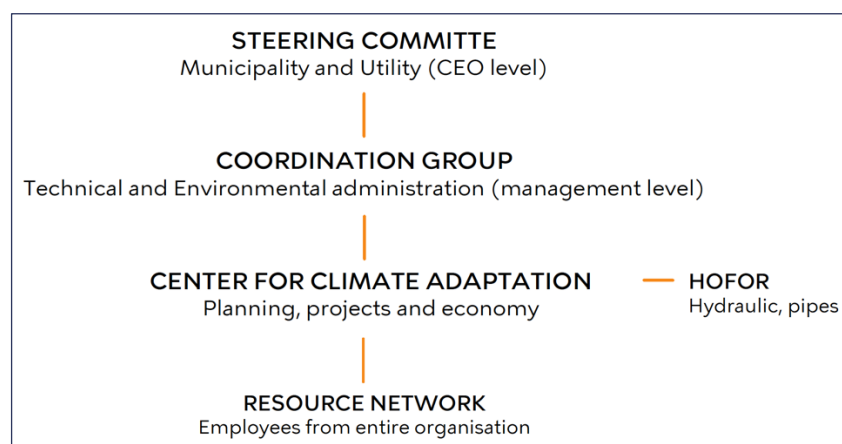 STEERING COMMITTE
Municipality and Utility (CEO level)
COORDINATION GROUP
Technical and Environmental administration (management level)
CENTER FOR CLIMATE ADAPTATION
Planning, projects and economy
HOFOR
Hydraulic, pipes
RESOURCE NETWORK
Employees from entire organisation